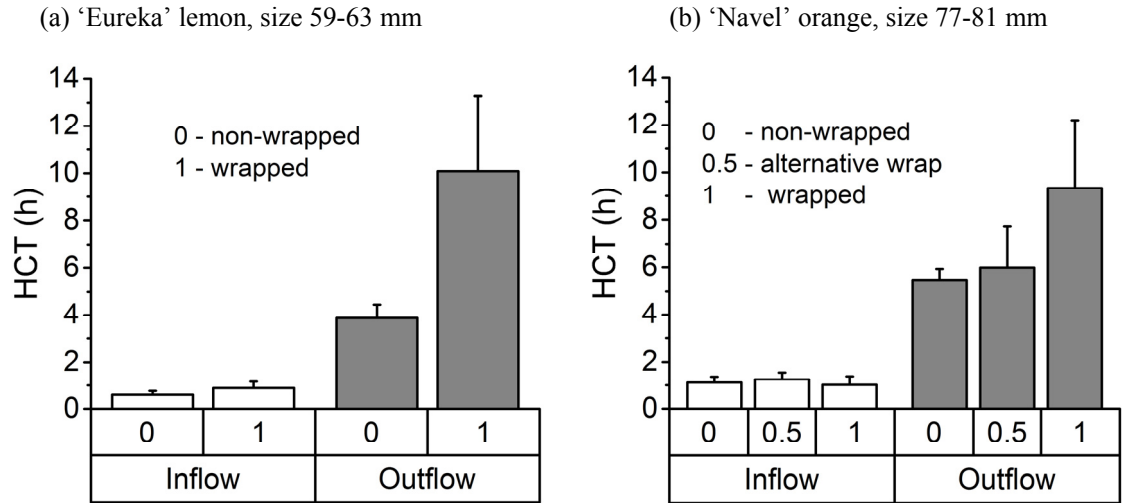 (a) ‘Eureka’ lemon, size 59-63 mm
14
12
10
8
6
4
2
0
HCT (h)
0 - non-wrapped
1 - wrapped
0 1 0 1
Inflow Outflow
(b) ‘Navel’ orange, size 77-81 mm
14
12
10
8
6
4
2
0
HCT (h)
0 - non-wrapped
0.5 - alternative wrap
1 - wrapped
0 0.5 1 0 0.5 1
Inflow Outflow